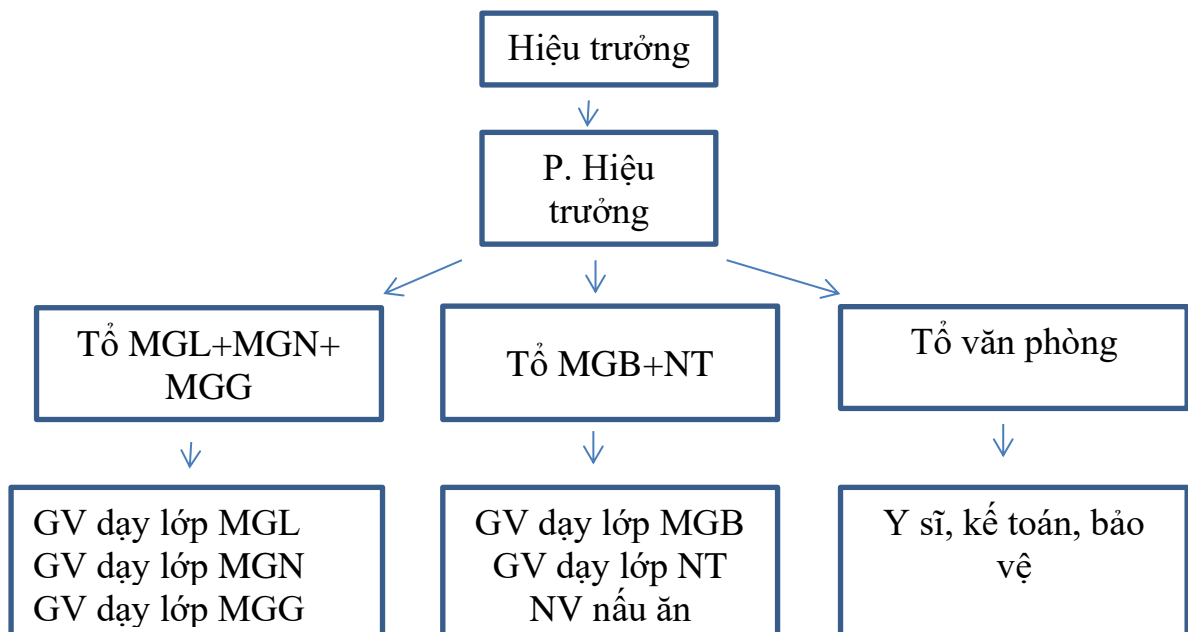 Hiệu trưởng
P. Hiệu
trưởng
Tổ MGL+MGN+
MGG
Tổ MGB+NT
Tổ văn phòng
GV dạy lớp MGL
GV dạy lớp MGN
GV dạy lớp MGG
GV dạy lớp MGB
GV dạy lớp NT
NV nấu ăn
Y sĩ, kế toán, bảo
vệ